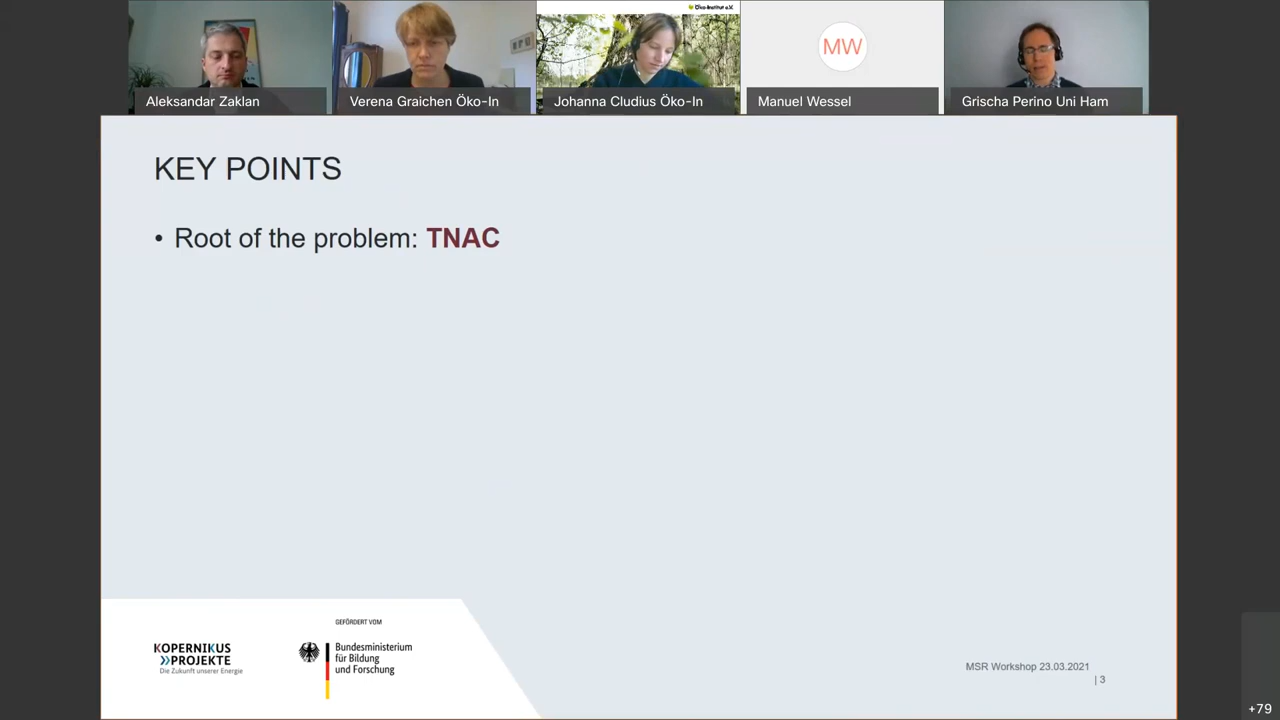 Öko-Institut e.V.
MW
Aleksandar Zaklan
Verena Graichen Öko-In
Johanna Cludius Öko-In
Manuel Wessel
Grischa Perino Uni Ham
KEY POINTS
• Root of the problem: TNAC
GEFÖRDERT VOM
KOPERNIKUS
»PROJEKTE
Die Zukunft unserer Energie
Bundesministerium
für Bildung
und Forschung
MSR Workshop 23.03.2021
| 3
+79